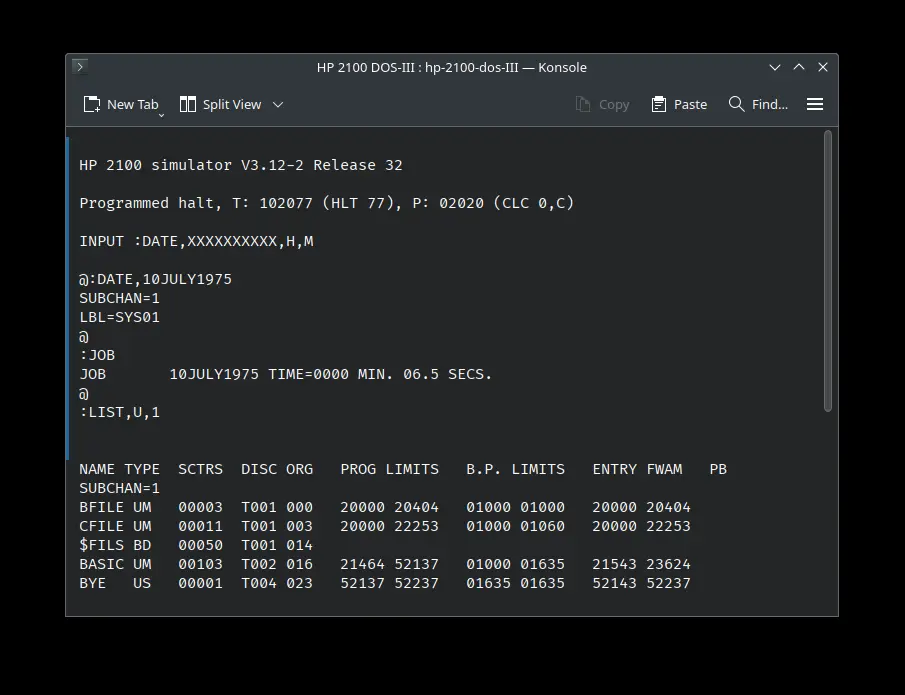 HP 2100 DOS-III : hp-2100-dos-III — Konsole
New Tab Split View Copy Paste Find...
HP 2100 simulator V3.12-2 Release 32
Programmed halt, T: 102077 (HLT 77), P: 02020 (CLC 0,C)
INPUT :DATE,XXXXXXXXXX,H,M
@:DATE,10JULY1975
SUBCHAN=1
LBL=SYS01
@
:JOB
JOB       10JULY1975 TIME=0000 MIN. 06.5 SECS.
@
:LIST,U,1
NAME TYPE  SCTRS  DISC ORG   PROG LIMITS   B.P. LIMITS   ENTRY FWAM   PB
SUBCHAN=1
BFILE UM   00003  T001 000   20000 20404   01000 01000   20000 20404
CFILE UM   00011  T001 003   20000 22253   01000 01060   20000 22253
$FILS BD   00050  T001 014
BASIC UM   00103  T002 016   21464 52137   01000 01635   21543 23624
BYE   US   00001  T004 023   52137 52237   01635 01635   52143 52237